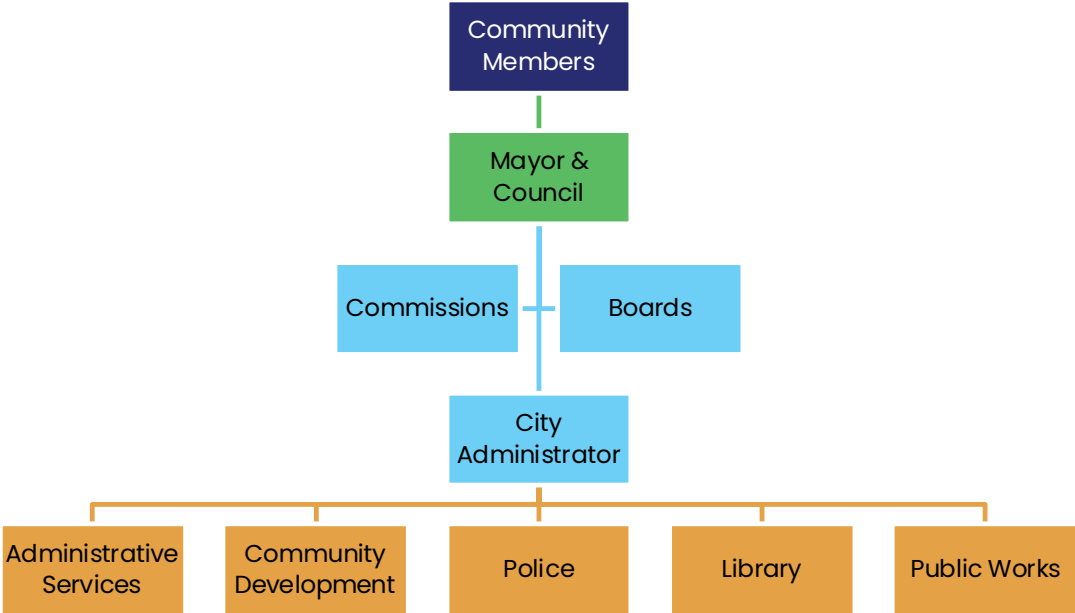 Community
Members
Mayor &
Council
Commissions
Boards
City
Administrator
Administrative
Services
Community
Development
Police
Library
Public Works